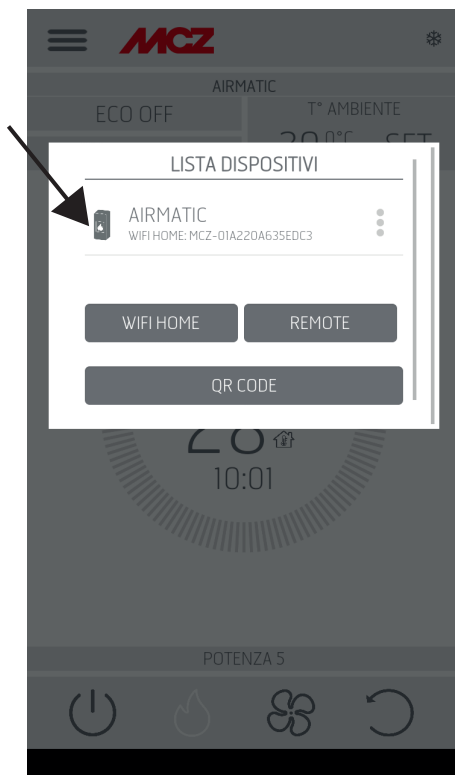 MCZ
AIRMATIC
ECO OFF
T° AMBIENTE
SET
LISTA DISPOSITIVI
AIRMATIC
WIFI HOME: MCZ-01A220A635EDC3
WIFI HOME
REMOTE
QR CODE
10:01
POTENZA 5